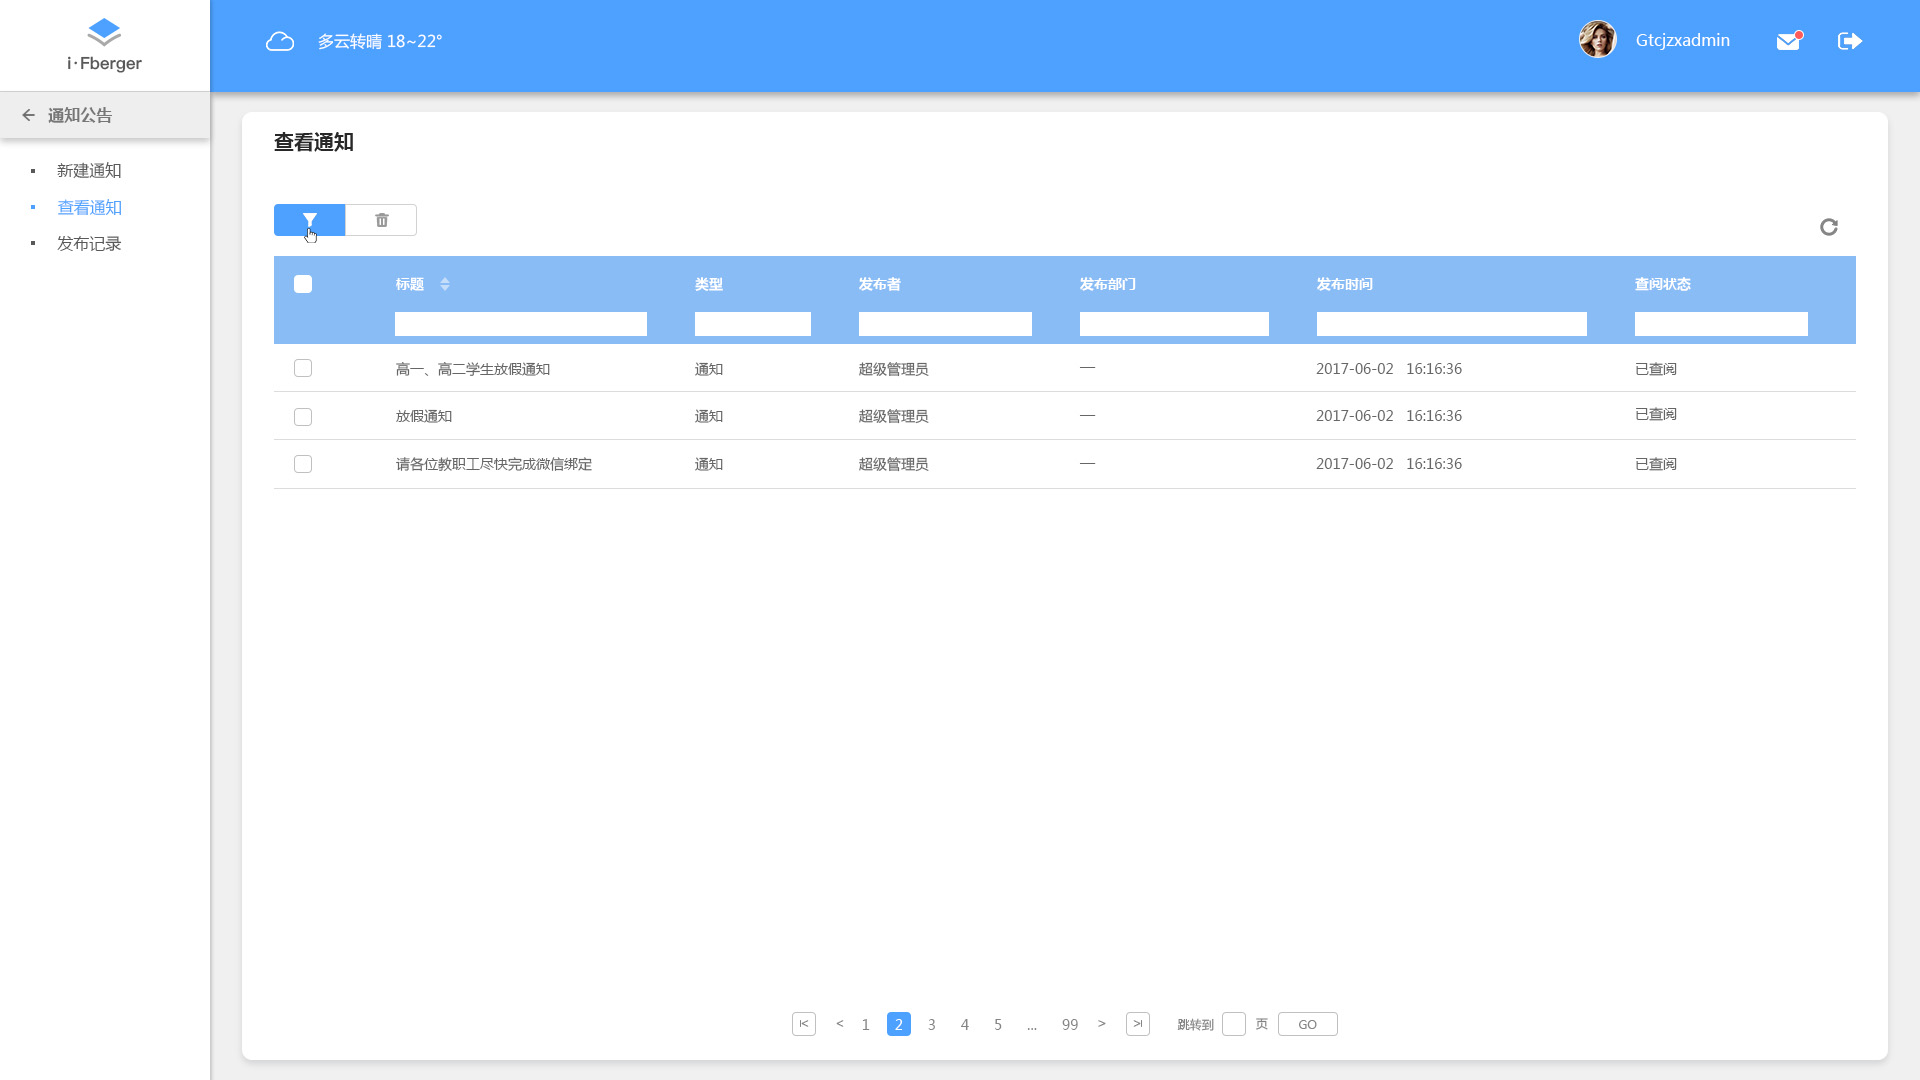 i·Fberger
多云转晴 18~22°
Gtcjzxadmin
通知公告
新建通知
查看通知
发布记录
查看通知
标题 类型 发布者 发布部门 发布时间 查阅状态
高一、高二学生放假通知 通知 超级管理员 — 2017-06-02 16:16:36 已查阅
放假通知 通知 超级管理员 — 2017-06-02 16:16:36 已查阅
请各位教职工尽快完成微信绑定 通知 超级管理员 — 2017-06-02 16:16:36 已查阅
|< < 1 2 3 4 5 ... 99 > >| 跳转到 页 GO